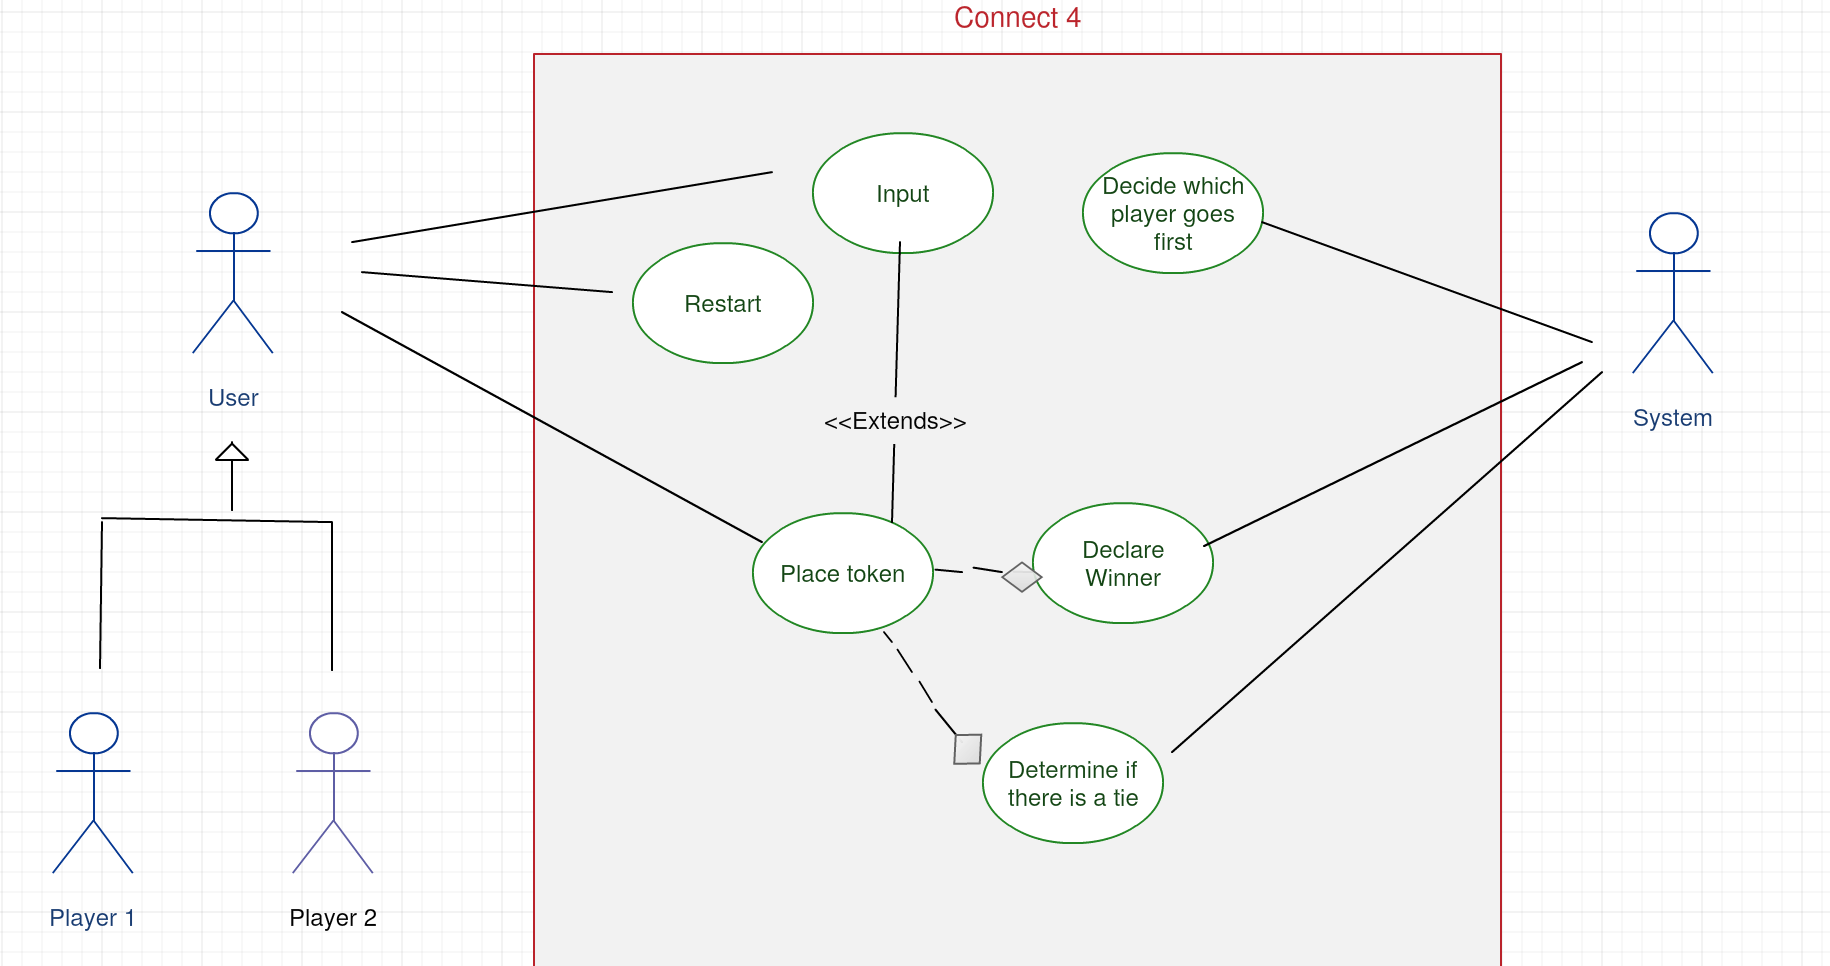 Connect 4
Input
Decide which
player goes
first
Restart
User
System
<<Extends>>
Place token
Declare
Winner
Determine if
there is a tie
Player 1
Player 2